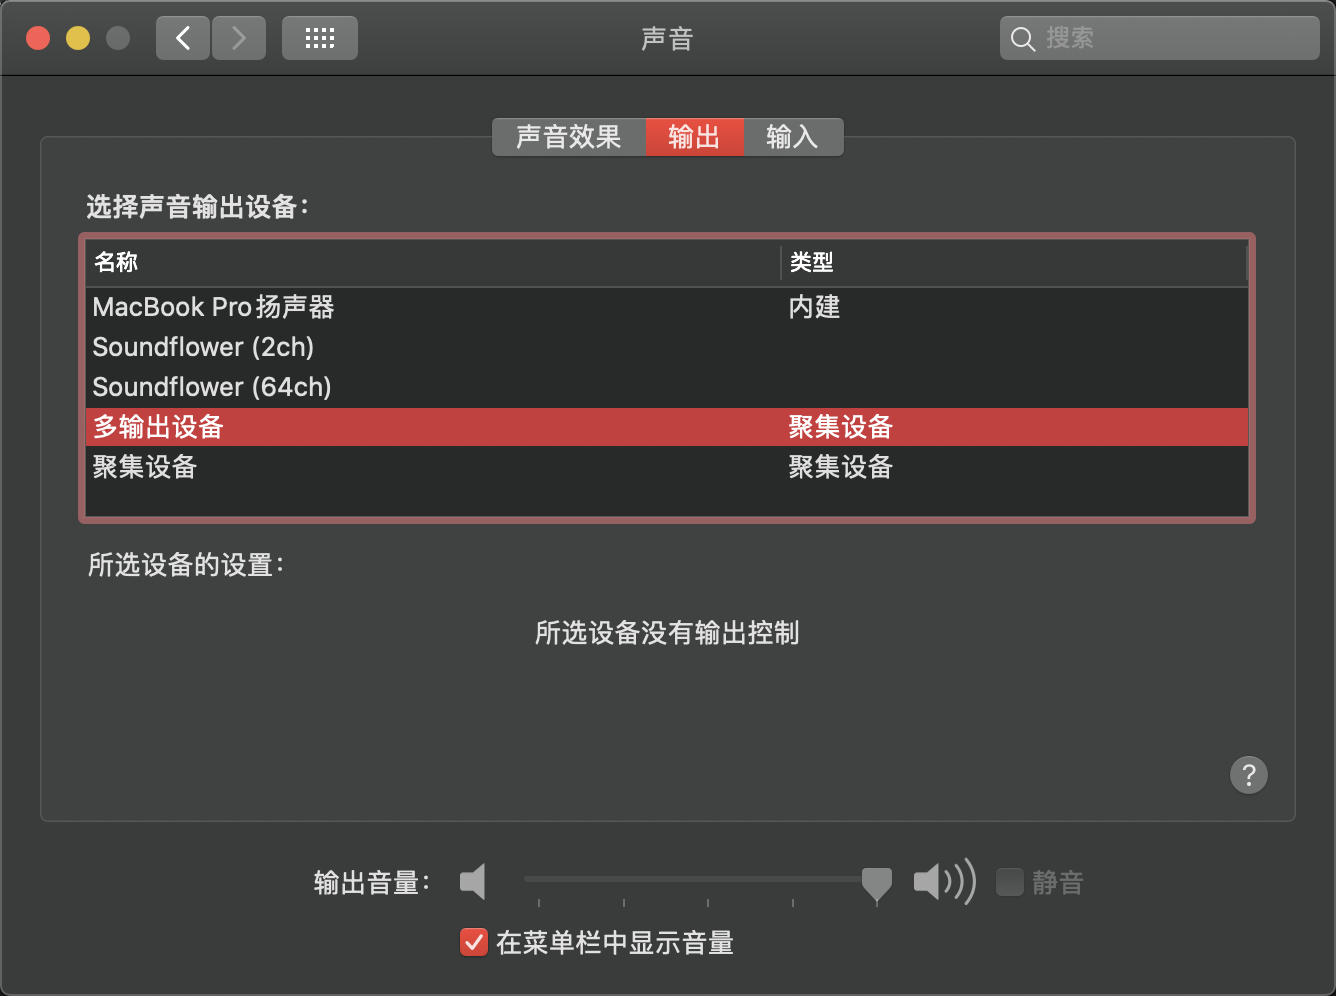 声音
搜索
声音效果 输出 输入
选择声音输出设备：
名称 类型
MacBook Pro扬声器 内建
Soundflower (2ch)
Soundflower (64ch)
多输出设备 聚集设备
聚集设备 聚集设备
所选设备的设置：
所选设备没有输出控制
?
输出音量： 静音
在菜单栏中显示音量